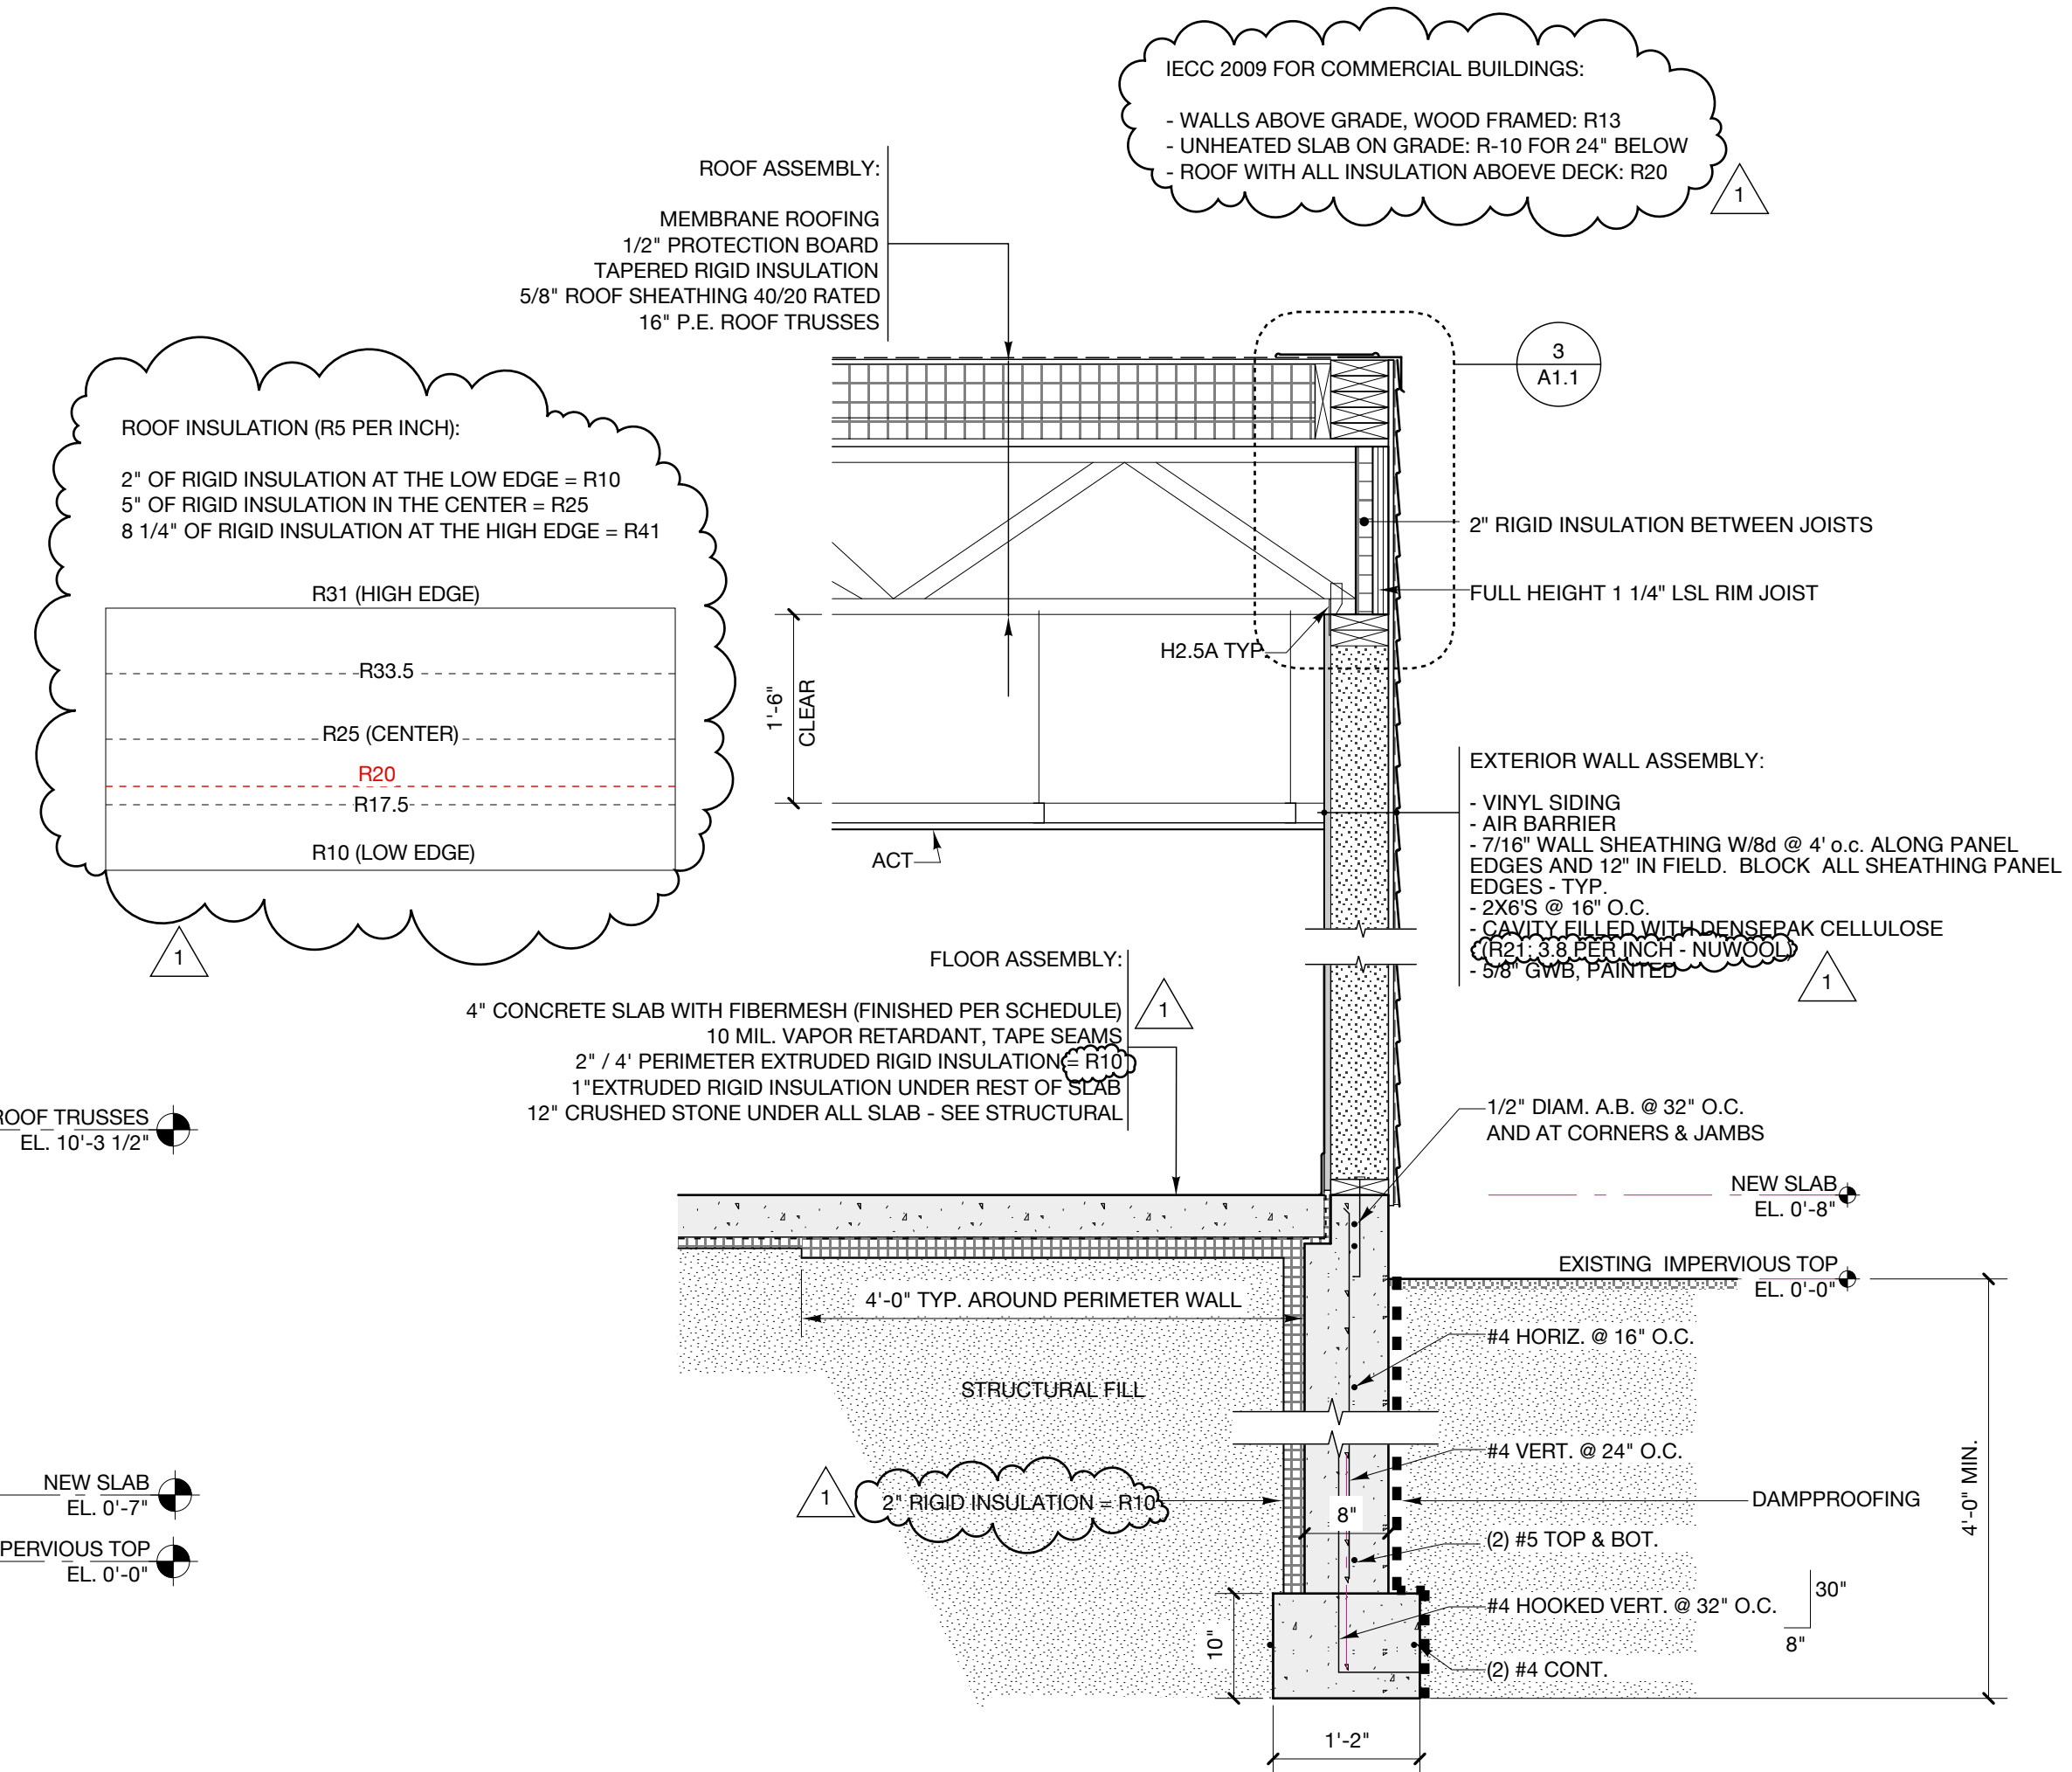 IECC 2009 FOR COMMERCIAL BUILDINGS:
- WALLS ABOVE GRADE, WOOD FRAMED: R13
- UNHEATED SLAB ON GRADE: R-10 FOR 24" BELOW
- ROOF WITH ALL INSULATION ABOEVE DECK: R20
1
ROOF ASSEMBLY:
MEMBRANE ROOFING
1/2" PROTECTION BOARD
TAPERED RIGID INSULATION
5/8" ROOF SHEATHING 40/20 RATED
16" P.E. ROOF TRUSSES
3
A1.1
ROOF INSULATION (R5 PER INCH):
2" OF RIGID INSULATION AT THE LOW EDGE = R10
5" OF RIGID INSULATION IN THE CENTER = R25
8 1/4" OF RIGID INSULATION AT THE HIGH EDGE = R41
R31 (HIGH EDGE)
R33.5
R25 (CENTER)
R20
R17.5
R10 (LOW EDGE)
1
2" RIGID INSULATION BETWEEN JOISTS
FULL HEIGHT 1 1/4" LSL RIM JOIST
H2.5A TYP.
1'-6"
CLEAR
ACT
EXTERIOR WALL ASSEMBLY:
- VINYL SIDING
- AIR BARRIER
- 7/16" WALL SHEATHING W/8d @ 4' o.c. ALONG PANEL
EDGES AND 12" IN FIELD. BLOCK ALL SHEATHING PANEL
EDGES - TYP.
- 2X6'S @ 16" O.C.
- CAVITY FILLED WITH DENSEPAK CELLULOSE
(R21: 3.8 PER INCH - NUWOOL)
- 5/8" GWB, PAINTED
1
FLOOR ASSEMBLY:
4" CONCRETE SLAB WITH FIBERMESH (FINISHED PER SCHEDULE)
10 MIL. VAPOR RETARDANT, TAPE SEAMS
2" / 4' PERIMETER EXTRUDED RIGID INSULATION = R10
1"EXTRUDED RIGID INSULATION UNDER REST OF SLAB
12" CRUSHED STONE UNDER ALL SLAB - SEE STRUCTURAL
1
ROOF TRUSSES
EL. 10'-3 1/2"
1/2" DIAM. A.B. @ 32" O.C.
AND AT CORNERS & JAMBS
NEW SLAB
EL. 0'-8"
EXISTING IMPERVIOUS TOP
EL. 0'-0"
4'-0" TYP. AROUND PERIMETER WALL
#4 HORIZ. @ 16" O.C.
STRUCTURAL FILL
#4 VERT. @ 24" O.C.
4'-0" MIN.
NEW SLAB
EL. 0'-7"
1
2" RIGID INSULATION = R10
8"
DAMPPROOFING
(2) #5 TOP & BOT.
PERVIOUS TOP
EL. 0'-0"
#4 HOOKED VERT. @ 32" O.C.
30"
8"
10"
(2) #4 CONT.
1'-2"